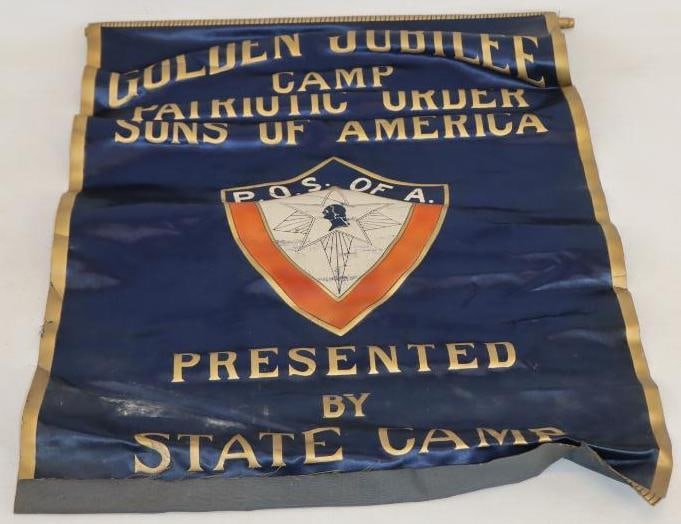 GOLDEN JUBILEE
CAMP
PATRIOTIC ORDER
SONS OF AMERICA
P.O.S. OF A.
PRESENTED
BY
STATE CAMP